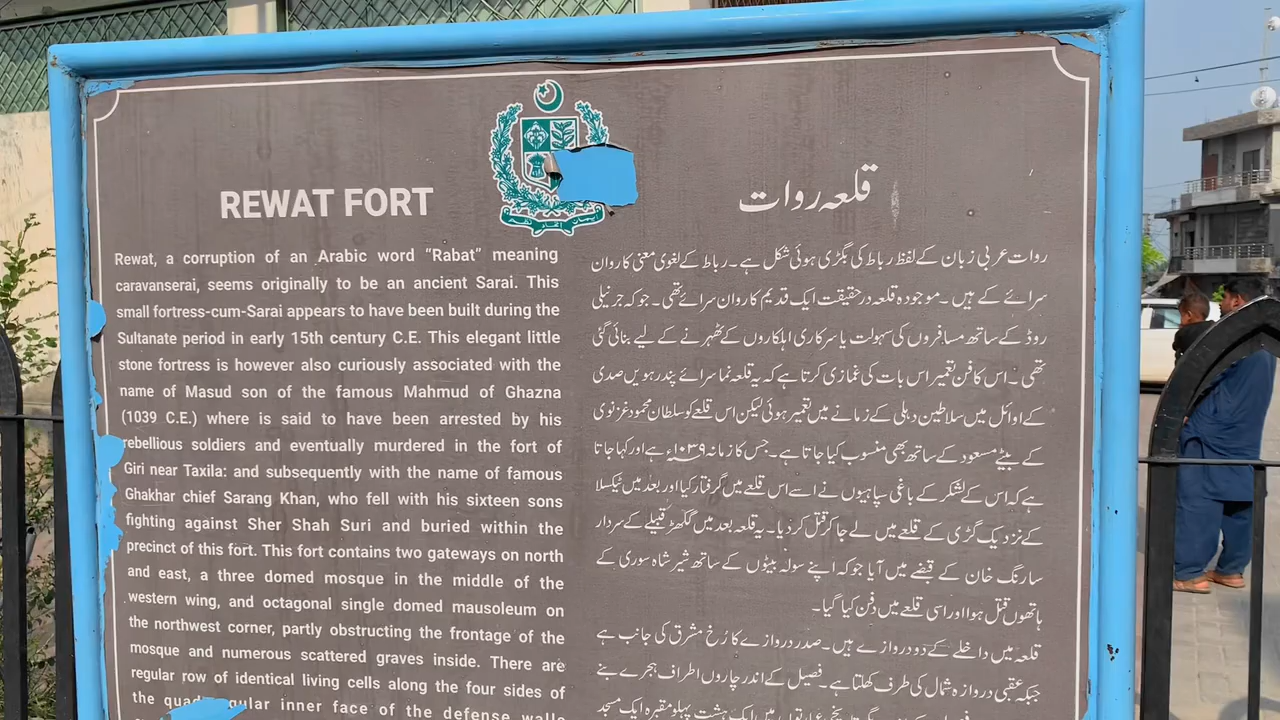 REWAT FORT
Rewat, a corruption of an Arabic word “Rabat” meaning
caravanserai, seems originally to be an ancient Sarai. This
small fortress-cum-Sarai appears to have been built during the
Sultanate period in early 15th century C.E. This elegant little
stone fortress is however also curiously associated with the
name of Masud son of the famous Mahmud of Ghazna
(1039 C.E.) where is said to have been arrested by his
rebellious soldiers and eventually murdered in the fort of
Giri near Taxila: and subsequently with the name of famous
Ghakhar chief Sarang Khan, who fell with his sixteen sons
fighting against Sher Shah Suri and buried within the
precinct of this fort. This fort contains two gateways on north
and east, a three domed mosque in the middle of the
western wing, and octagonal single domed mausoleum on
the northwest corner, partly obstructing the frontage of the
mosque and numerous scattered graves inside. There are
regular row of identical living cells along the four sides of
the inner face of the defense walls
قلعہ روات
روات عربی زبان کے لفظ رباط کی بگڑی ہوئی شکل ہے۔ رباط کے لغوی معنی کاروان
سرائے کے ہیں۔ موجودہ قلعہ در حقیقت ایک قدیم کاروان سرائے تھی۔ جو کہ جرنیلی
روڈ کے ساتھ مسافروں کی سہولت یا سرکاری اہلکاروں کے ٹھہرنے کے لیے بنائی گئی
تھی۔ اس کا فن تعمیر اس بات کی غمازی کرتا ہے کہ یہ قلعہ نما سرائے پندرہویں صدی
کے اوائل میں سلاطین دہلی کے زمانے میں تعمیر ہوئی لیکن اس قلعے کو سلطان محمود غزنوی
کے بیٹے مسعود کے ساتھ بھی منسوب کیا جاتا ہے۔ جس کا زمانہ ۱۰۳۹ء ہے اور کہا جاتا
ہے کہ اس کے لشکر کے باغی سپاہیوں نے اسے اس قلعے میں گرفتار کیا اور بعد میں ٹیکسلا
کے نزدیک گڑی کے قلعے میں لے جا کر قتل کر دیا۔ یہ قلعہ بعد میں گکھڑ قبیلے کے سردار
سارنگ خان کے قبضے میں آیا جو کہ اپنے سولہ بیٹوں کے ساتھ شیر شاہ سوری کے
ہاتھوں قتل ہوا اور اسی قلعے میں دفن کیا گیا۔
قلعہ میں داخلے کے دو دروازے ہیں۔ صدر دروازے کا رُخ مشرق کی جانب ہے
جبکہ عقبی دروازہ شمال کی طرف کھلتا ہے۔ فصیل کے اندر چاروں اطراف ہجرے بنے
میں ایک ہشت پہلو مقبرہ ایک مسجد